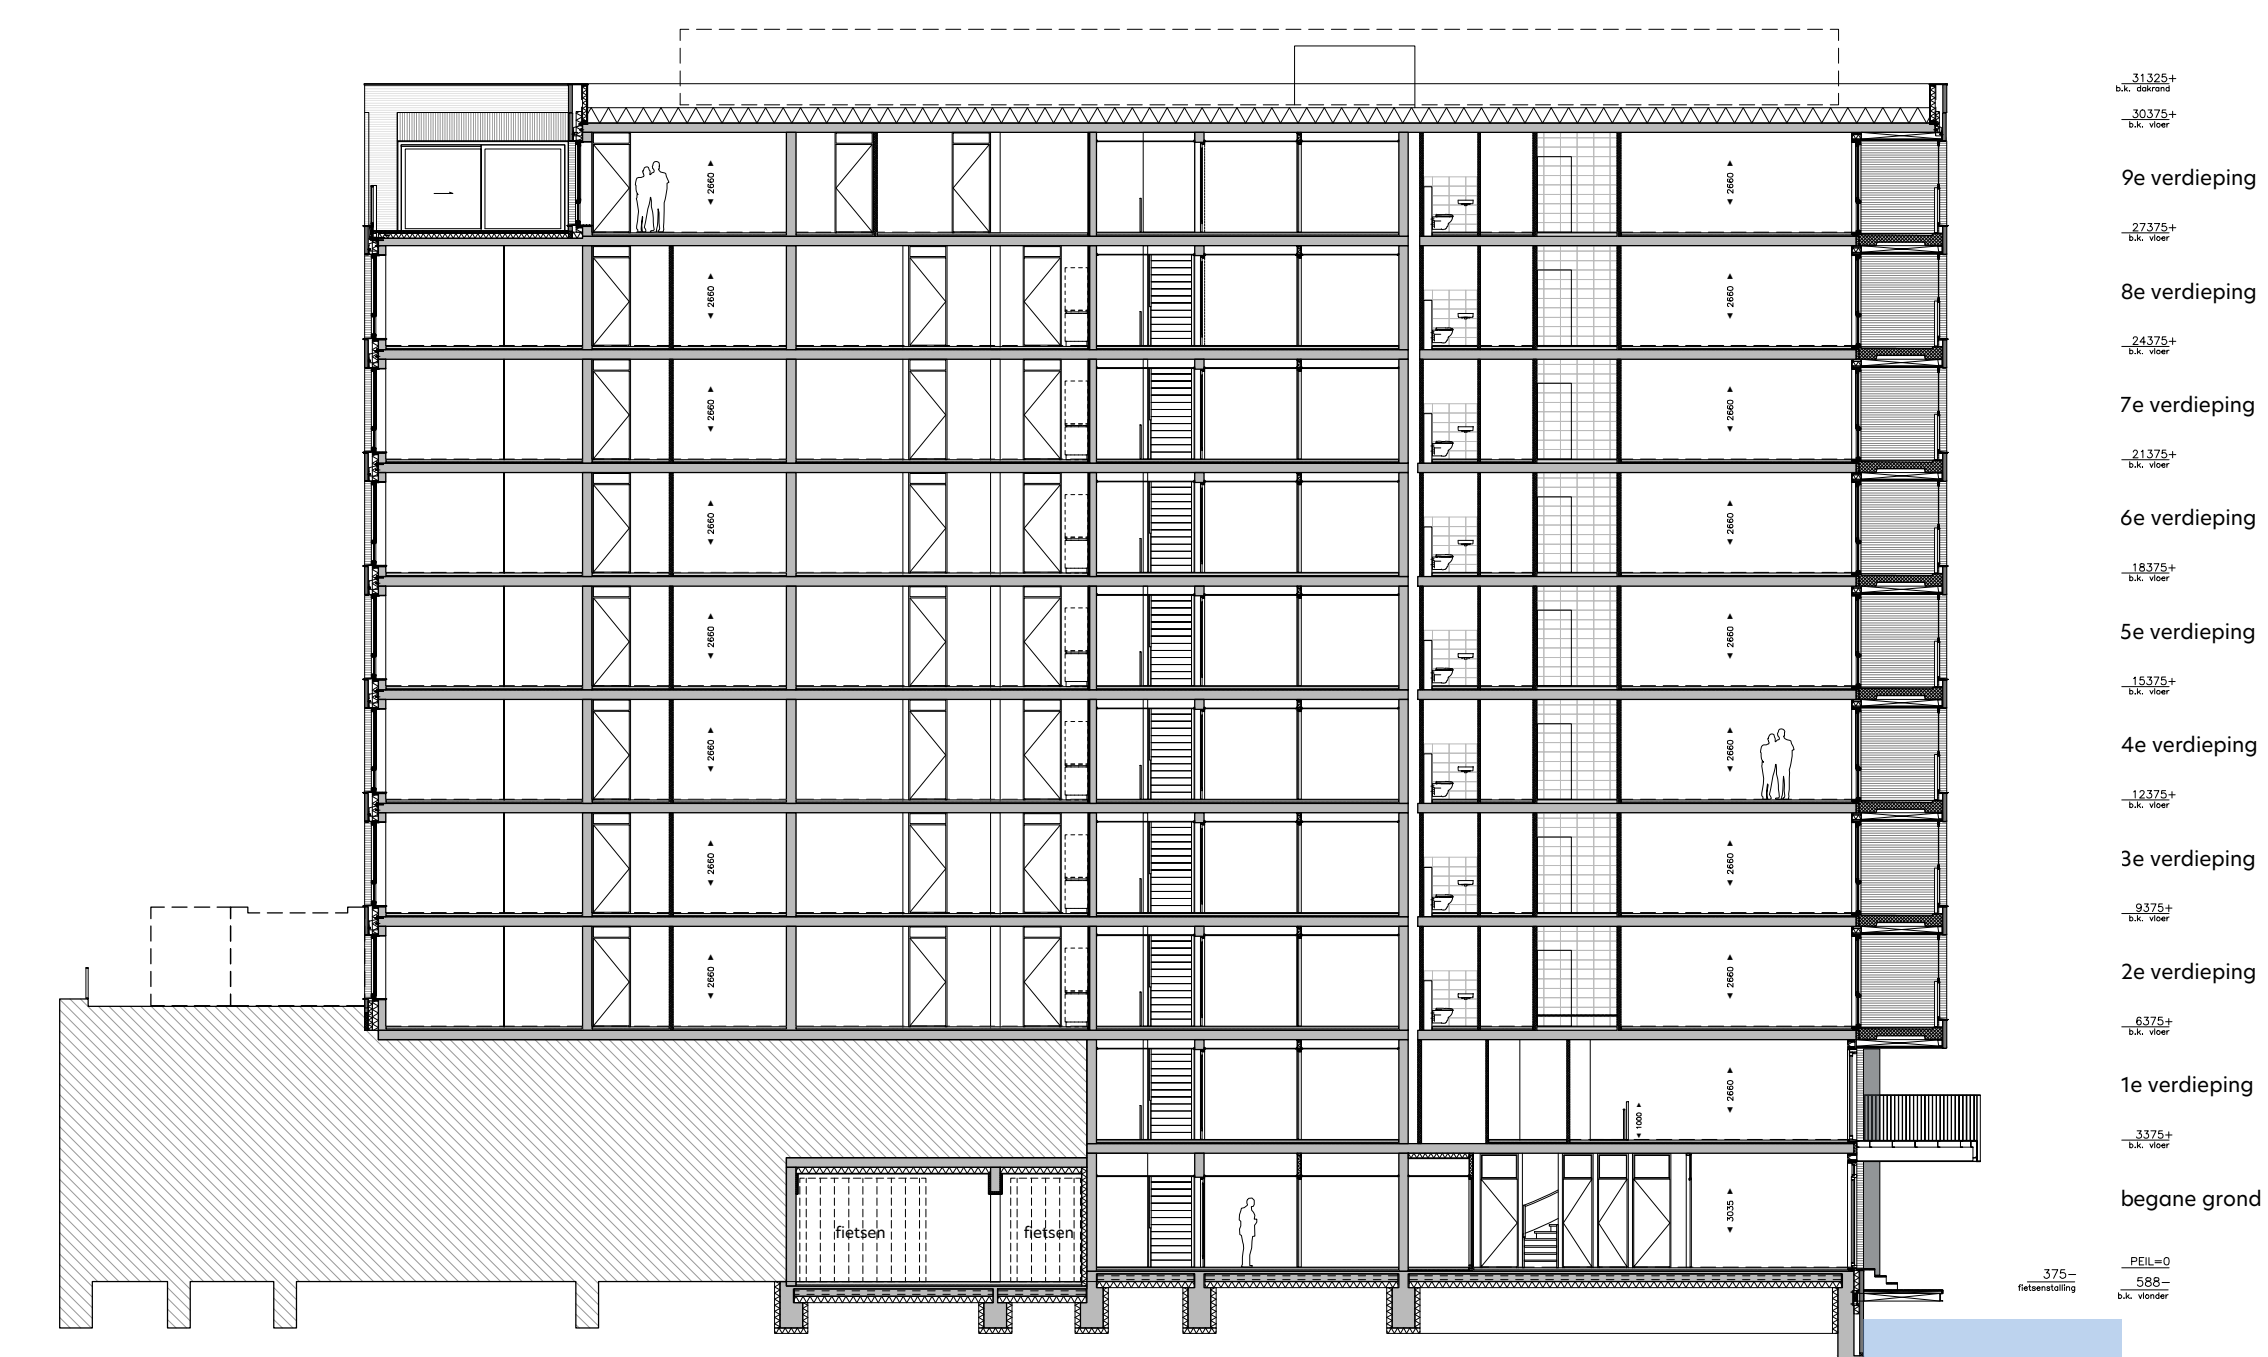 31325+
b.k. dakrand
30375+
b.k. vloer
2660
2660
9e verdieping
27375+
b.k. vloer
2660
2660
8e verdieping
24375+
b.k. vloer
2660
2660
7e verdieping
21375+
b.k. vloer
2660
2660
6e verdieping
18375+
b.k. vloer
2660
2660
5e verdieping
15375+
b.k. vloer
2660
2660
4e verdieping
12375+
b.k. vloer
2660
2660
3e verdieping
9375+
b.k. vloer
2660
2660
2e verdieping
6375+
b.k. vloer
1000
2660
1e verdieping
3375+
b.k. vloer
3035
begane grond
fietsen
fietsen
PEIL=0
375-
fietsenstalling
588-
b.k. vlonder